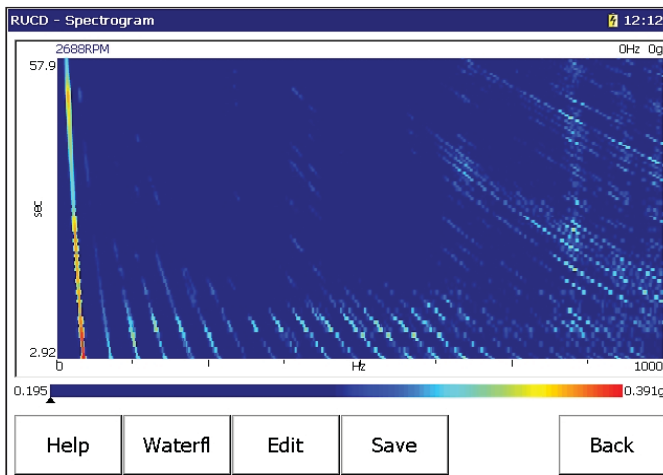 RUCD - Spectrogram 12:12
2688RPM 0Hz 0g
57.9
sec
2.92
0 Hz 1000
0.195 0.391g
Help Waterfl Edit Save Back